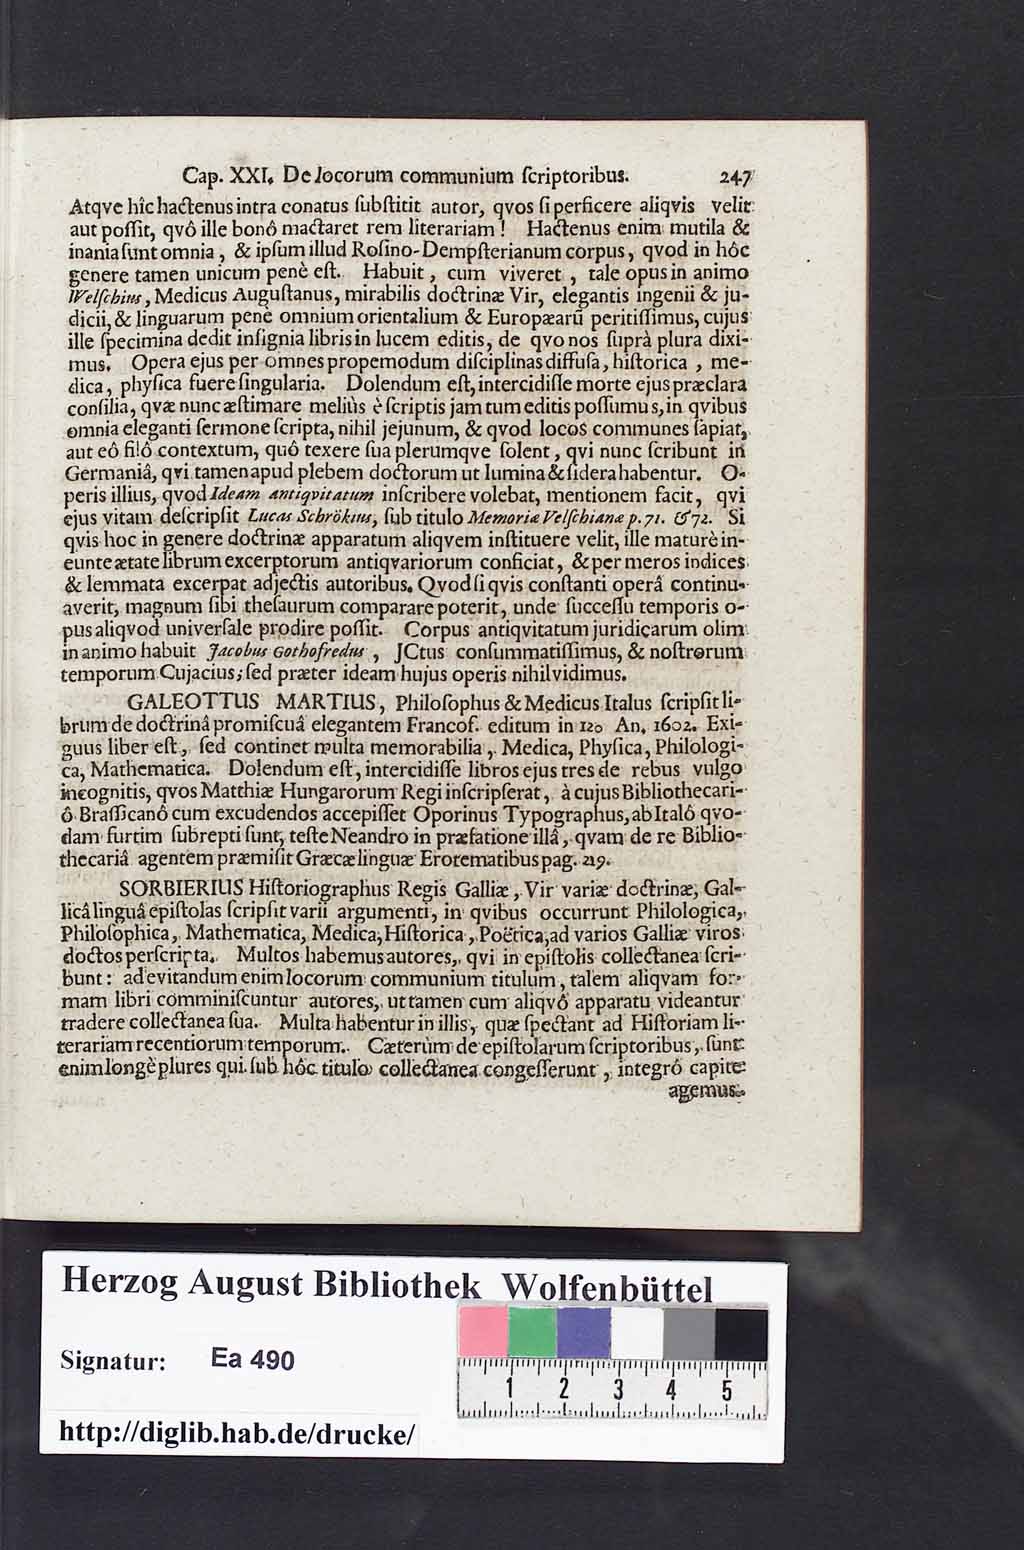 Cap. XXI. De locorum communium ſcriptoribus. 247
Atqve hîc hactenus intra conatus ſubſtitit autor, qvos ſi perficere aliqvis velit
aut poſſit, qvô ille bonô mactaret rem literariam! Hactenus enim mutila &
inania ſunt omnia, & ipſum illud Roſino-Dempſterianum corpus, qvod in hôc
genere tamen unicum penè eſt. Habuit, cum viveret, tale opus in animo
Welſchius, Medicus Auguſtanus, mirabilis doctrinæ Vir, elegantis ingenii & ju-
dicii, & linguarum penè omnium orientalium & Europæarũ peritiſſimus, cujus
ille ſpecimina dedit inſignia libris in lucem editis, de qvo nos ſuprà plura dixi-
mus. Opera ejus per omnes propemodum diſciplinas diffuſa, hiſtorica, me-
dica, phyſica fuere ſingularia. Dolendum eſt, intercidiſſe morte ejus præclara
conſilia, qvæ nunc æſtimare meliùs è ſcriptis jam tum editis poſſumus, in qvibus
omnia eleganti ſermone ſcripta, nihil jejunum, & qvod locos communes ſapiat,
aut eô filô contextum, quô texere ſua plerumqve ſolent, qvi nunc ſcribunt in
Germaniâ, qvi tamen apud plebem doctorum ut lumina & ſidera habentur. O-
peris illius, qvod Ideam antiqvitatum inſcribere volebat, mentionem facit, qvi
ejus vitam deſcripſit Lucas Schrökius, ſub titulo Memoriæ Velſchianæ p. 71. & 72. Si
qvis hoc in genere doctrinæ apparatum aliqvem inſtituere velit, ille maturè in-
eunte ætate librum excerptorum antiqvariorum conficiat, & per meros indices
& lemmata excerpat adjectis autoribus. Qvod ſi qvis conſtanti operâ continu-
averit, magnum ſibi theſaurum comparare poterit, unde ſucceſſu temporis o-
pus aliqvod univerſale prodire poſſit. Corpus antiqvitatum juridicarum olim
in animo habuit Jacobus Gothofredus, JCtus conſummatiſſimus, & noſtrorum
temporum Cujacius; ſed præter ideam hujus operis nihil vidimus.
GALEOTTUS MARTIUS, Philoſophus & Medicus Italus ſcripſit li-
brum de doctrinâ promiſcuâ elegantem Francof. editum in 12o An. 1602. Exi-
guus liber eſt, ſed continet multa memorabilia, Medica, Phyſica, Philologi-
ca, Mathematica. Dolendum eſt, intercidiſſe libros ejus tres de rebus vulgo
incognitis, qvos Matthiæ Hungarorum Regi inſcripſerat, à cujus Bibliothecari-
ô Braſſicanô cum excudendos accepiſſet Oporinus Typographus, ab Italô qvo-
dam furtim ſubrepti ſunt, teſte Neandro in præfatione illâ, qvam de re Biblio-
thecariâ agentem præmiſit Græcæ linguæ Erotematibus pag. 219.
SORBIERIUS Hiſtoriographus Regis Galliæ, Vir variæ doctrinæ, Gal-
licâ linguâ epiſtolas ſcripſit varii argumenti, in qvibus occurrunt Philologica,
Philoſophica, Mathematica, Medica, Hiſtorica, Poëtica, ad varios Galliæ viros
doctos perſcripta. Multos habemus autores, qvi in epiſtolis collectanea ſcri-
bunt: ad evitandum enim locorum communium titulum, talem aliqvam for-
mam libri comminiſcuntur autores, ut tamen cum aliqvô apparatu videantur
tradere collectanea ſua. Multa habentur in illis, quæ ſpectant ad Hiſtoriam li-
terariam recentiorum temporum. Cæterùm de epiſtolarum ſcriptoribus, ſunt
enim longè plures qui ſub hôc titulo collectanea congeſſerunt, integrô capite
agemus.
Herzog August Bibliothek Wolfenbüttel
Signatur: Ea 490
1 2 3 4 5
http://diglib.hab.de/drucke/